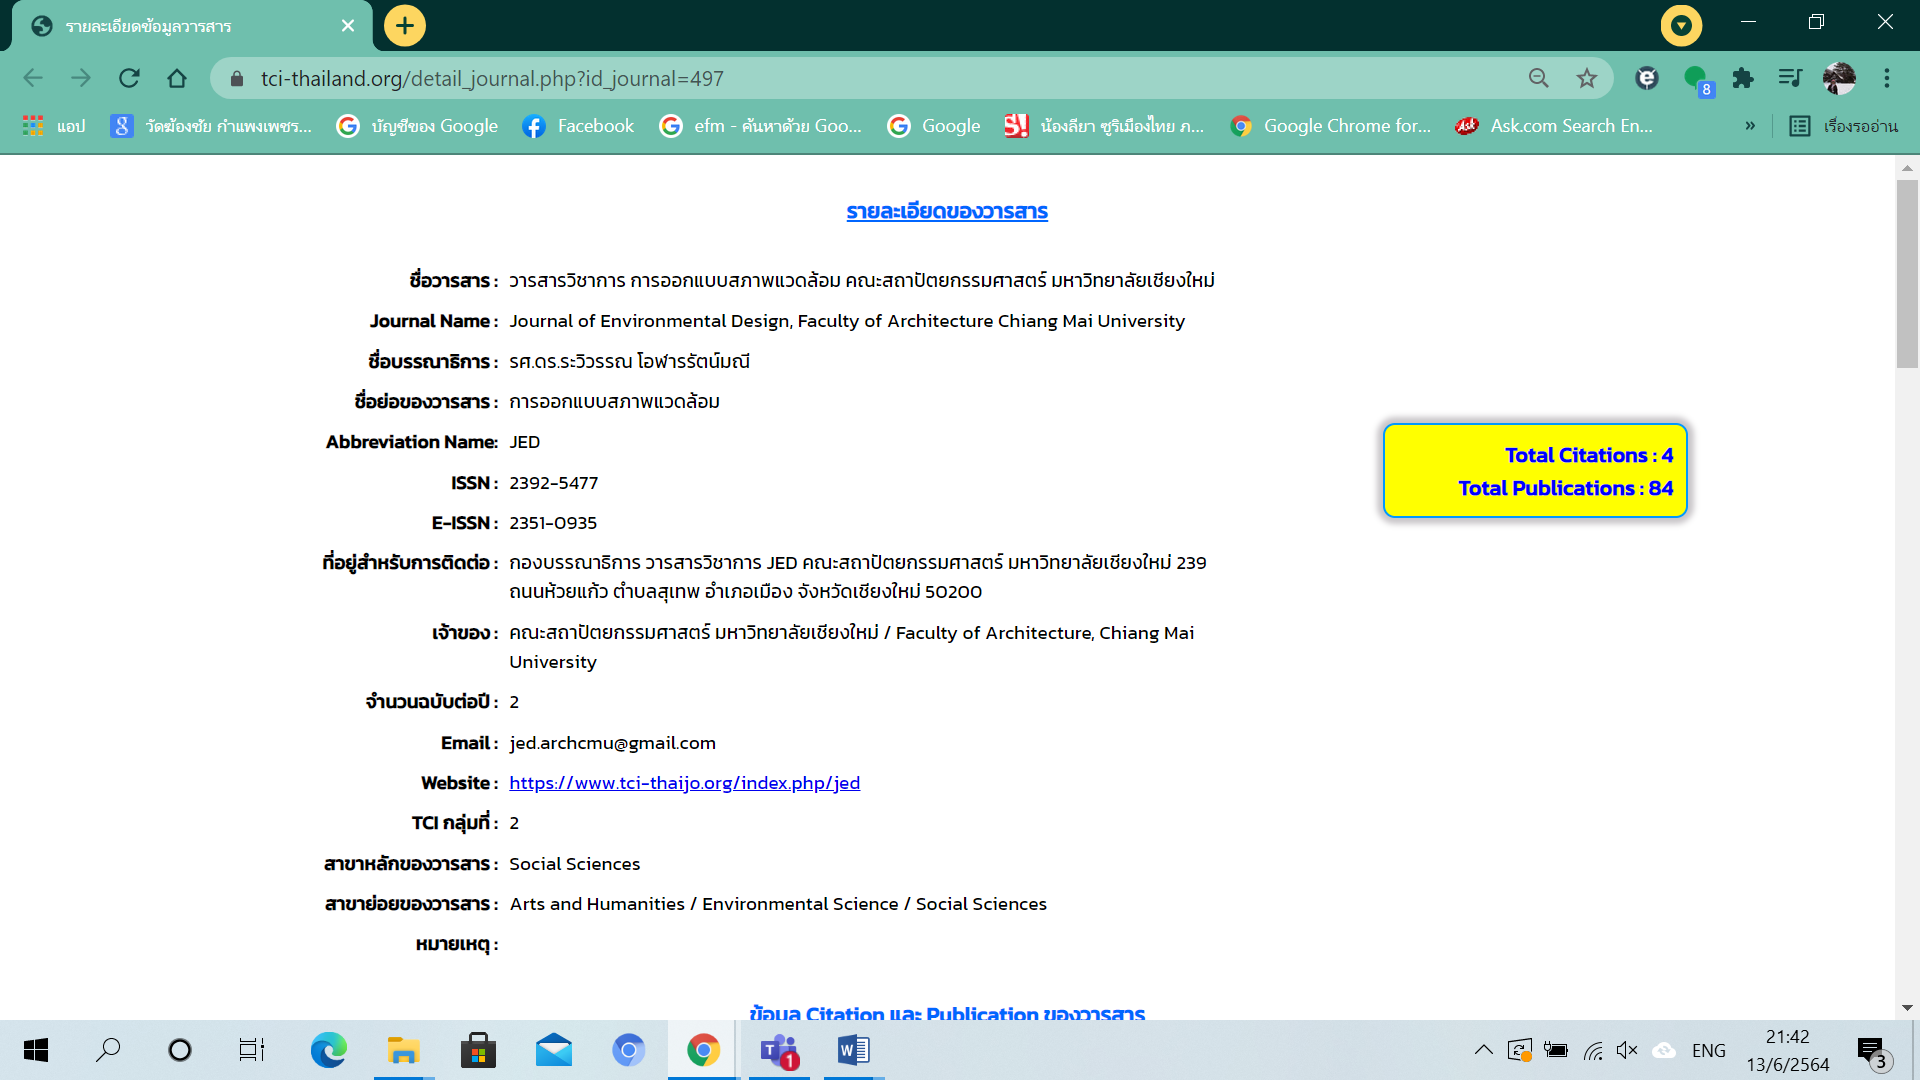 รายละเอียดข้อมูลวารสาร
tci-thailand.org/detail_journal.php?id_journal=497
8
แอป
วัดฆ้องชัย กำแพงเพชร...
บัญชีของ Google
Facebook
efm - ค้นหาด้วย Goo...
Google
น้องลียา ซูริเมืองไทย ภ...
Google Chrome for...
Ask.com Search En...
»
เรื่องรออ่าน
รายละเอียดของวารสาร
ชื่อวารสาร : วารสารวิชาการ การออกแบบสภาพแวดล้อม คณะสถาปัตยกรรมศาสตร์ มหาวิทยาลัยเชียงใหม่
Journal Name : Journal of Environmental Design, Faculty of Architecture Chiang Mai University
ชื่อบรรณาธิการ : รศ.ดร.ระวิวรรณ โอฬารรัตน์มณี
ชื่อย่อของวารสาร : การออกแบบสภาพแวดล้อม
Abbreviation Name: JED
ISSN : 2392-5477
E-ISSN : 2351-0935
ที่อยู่สำหรับการติดต่อ : กองบรรณาธิการ วารสารวิชาการ JED คณะสถาปัตยกรรมศาสตร์ มหาวิทยาลัยเชียงใหม่ 239
ถนนห้วยแก้ว ตำบลสุเทพ อำเภอเมือง จังหวัดเชียงใหม่ 50200
เจ้าของ : คณะสถาปัตยกรรมศาสตร์ มหาวิทยาลัยเชียงใหม่ / Faculty of Architecture, Chiang Mai
University
จำนวนฉบับต่อปี : 2
Email : jed.archcmu@gmail.com
Website : https://www.tci-thaijo.org/index.php/jed
TCI กลุ่มที่ : 2
สาขาหลักของวารสาร : Social Sciences
สาขาย่อยของวารสาร : Arts and Humanities / Environmental Science / Social Sciences
หมายเหตุ :
Total Citations : 4
Total Publications : 84
ข้อมูล Citation และ Publication ของวารสาร
1
ENG
21:42
13/6/2564
3